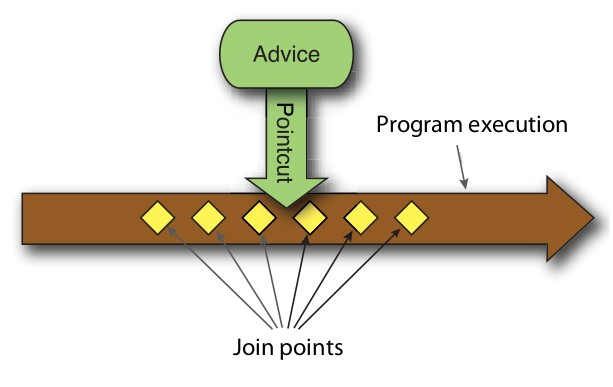 Advice
Pointcut
Program execution
Join points